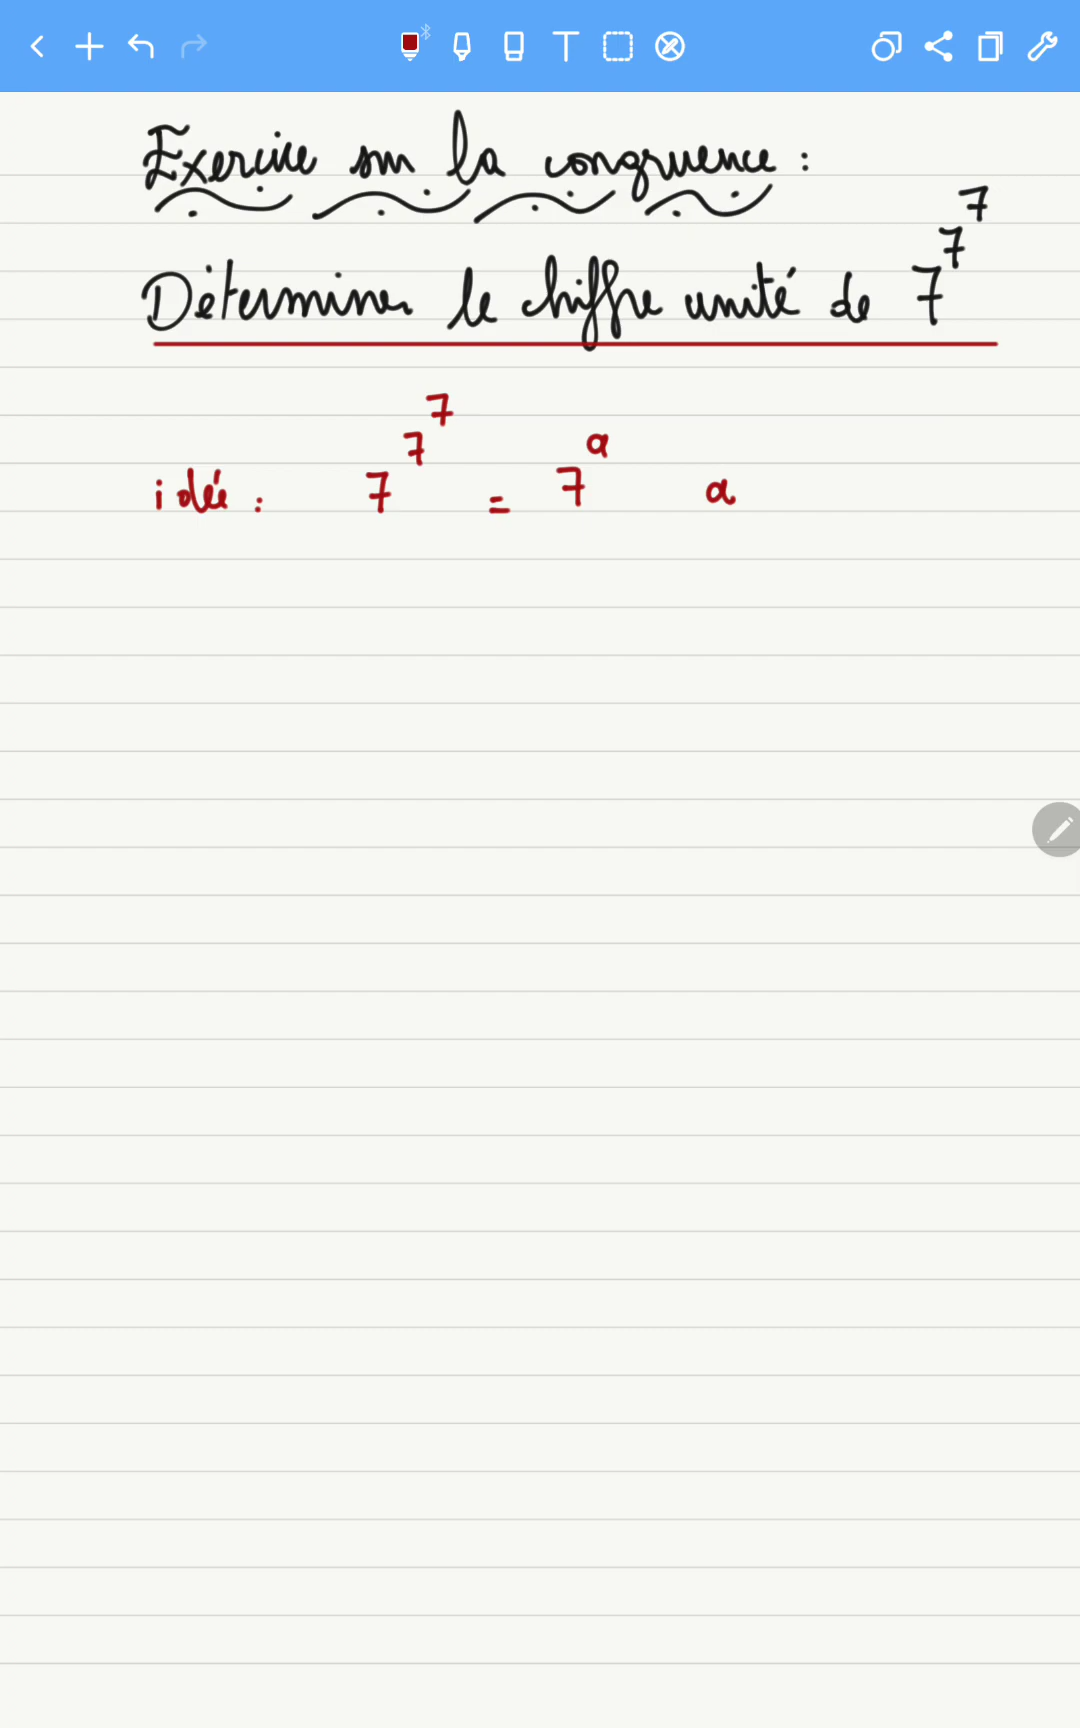 Exercice sur la congruence :
Déterminer le chiffre unité de 7^7^7
idée : 7^7^7 = 7^a a